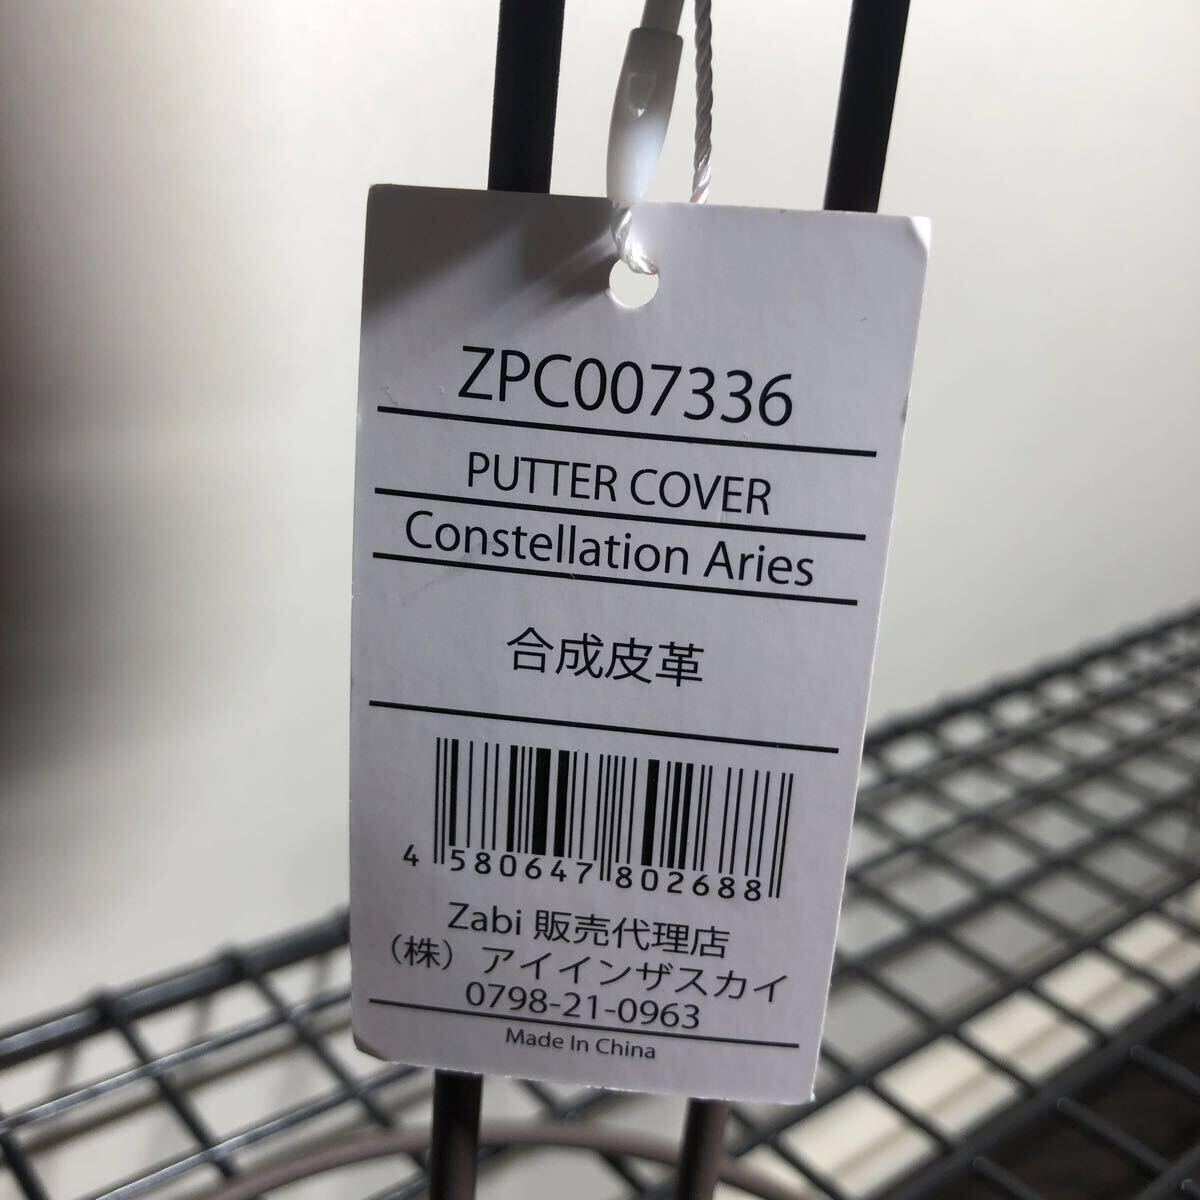 ZPC007336
PUTTER COVER
Constellation Aries
合成皮革
4 580647 802688
Zabi 販売代理店
（株）アイインザスカイ
0798-21-0963
Made In China